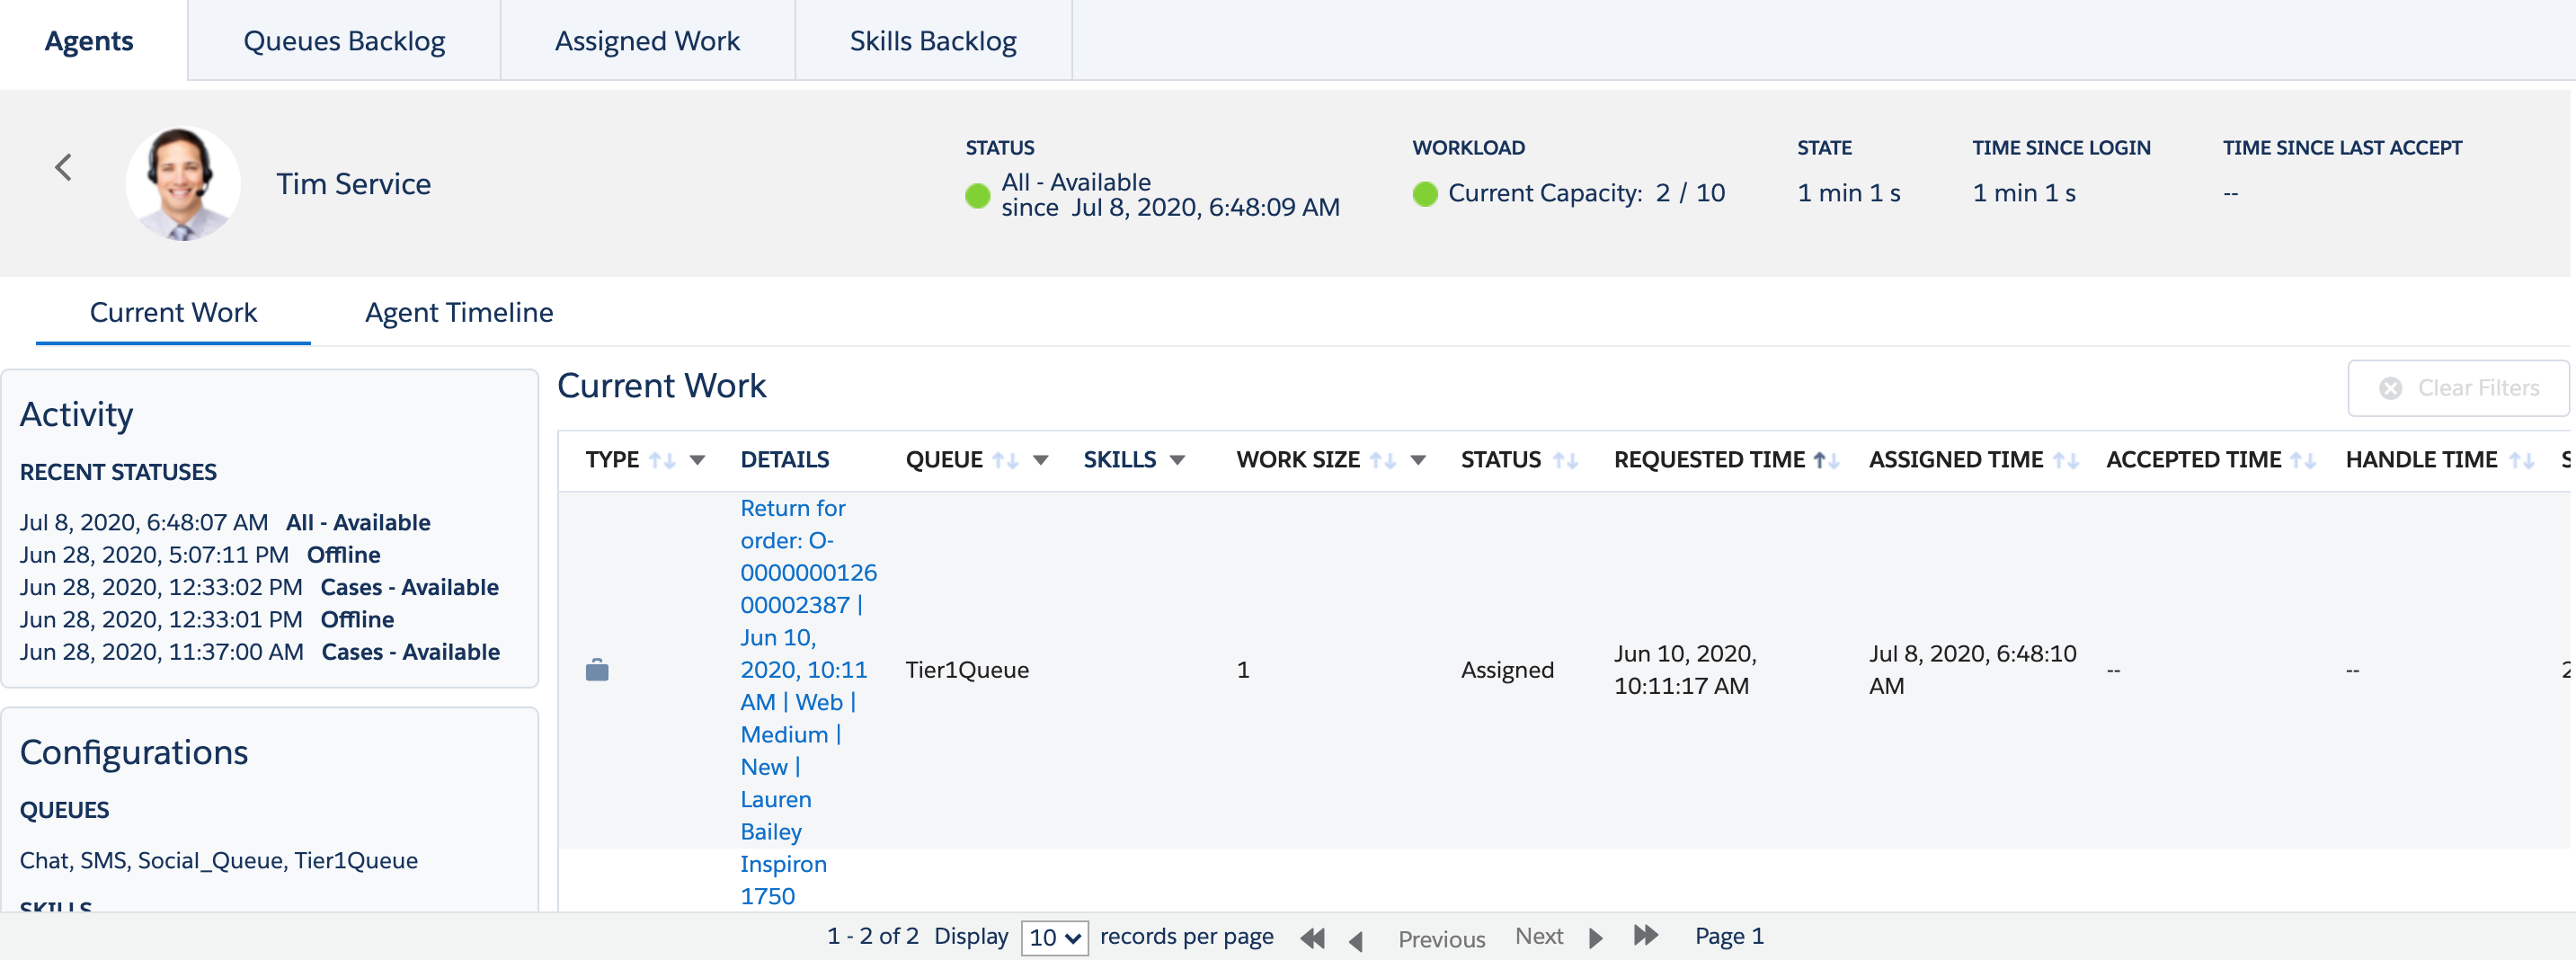 Agents
Queues Backlog
Assigned Work
Skills Backlog
Tim Service
STATUS
All - Available
since Jul 8, 2020, 6:48:09 AM
WORKLOAD
Current Capacity: 2 / 10
STATE
1 min 1 s
TIME SINCE LOGIN
1 min 1 s
TIME SINCE LAST ACCEPT
--
Current Work
Agent Timeline
Activity
RECENT STATUSES
Jul 8, 2020, 6:48:07 AM All - Available
Jun 28, 2020, 5:07:11 PM Offline
Jun 28, 2020, 12:33:02 PM Cases - Available
Jun 28, 2020, 12:33:01 PM Offline
Jun 28, 2020, 11:37:00 AM Cases - Available
Configurations
QUEUES
Chat, SMS, Social_Queue, Tier1Queue
SKILLS
Current Work
Clear Filters
TYPE
DETAILS
QUEUE
SKILLS
WORK SIZE
STATUS
REQUESTED TIME
ASSIGNED TIME
ACCEPTED TIME
HANDLE TIME
Return for
order: O-
0000000126
00002387 |
Jun 10,
2020, 10:11
AM | Web |
Medium |
New |
Lauren
Bailey
Tier1Queue
1
Assigned
Jun 10, 2020,
10:11:17 AM
Jul 8, 2020, 6:48:10
AM
--
--
Inspiron
1750
1 - 2 of 2 Display 10 records per page Previous Next Page 1